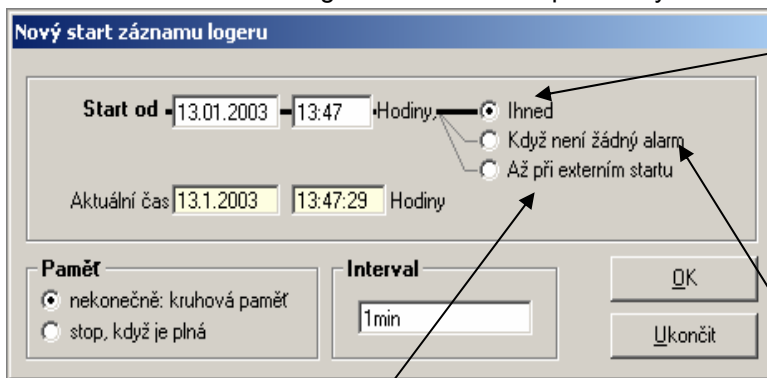 Nový start záznamu logeru
Start od 13.01.2003 13:47 Hodiny, Ihned
Když není žádný alarm
Až při externím startu
Aktuální čas 13.1.2003 13:47:29 Hodiny
Paměť
nekonečně: kruhová paměť
stop, když je plná
Interval
1min
OK
Ukončit